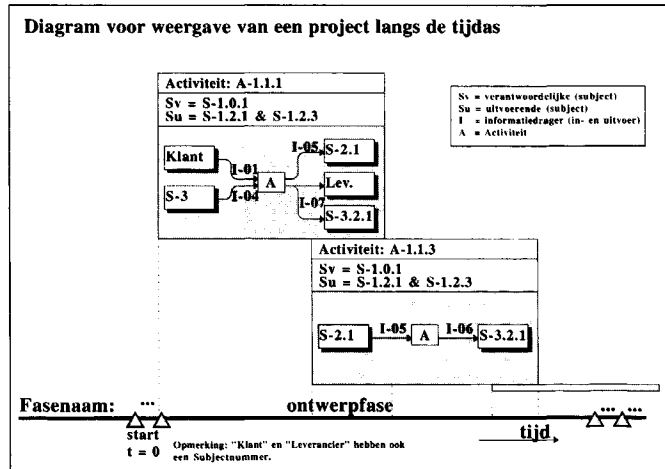 Diagram voor weergave van een project langs de tijdas
Activiteit: A-1.1.1
Sv = S-1.0.1
Su = S-1.2.1 & S-1.2.3
Sv = verantwoordelijke (subject)
Su = uitvoerende (subject)
I = informatiedrager (in- en uitvoer)
A = Activiteit
Klant
I-01
S-3
I-04
A
I-05
S-2.1
Lev.
I-07
S-3.2.1
Activiteit: A-1.1.3
Sv = S-1.0.1
Su = S-1.2.1 & S-1.2.3
S-2.1
I-05
A
I-06
S-3.2.1
Fasenaam:
...
ontwerpfase
...
...
start
t = 0
Opmerking: "Klant" en "Leverancier" hebben ook
een Subjectnummer.
tijd